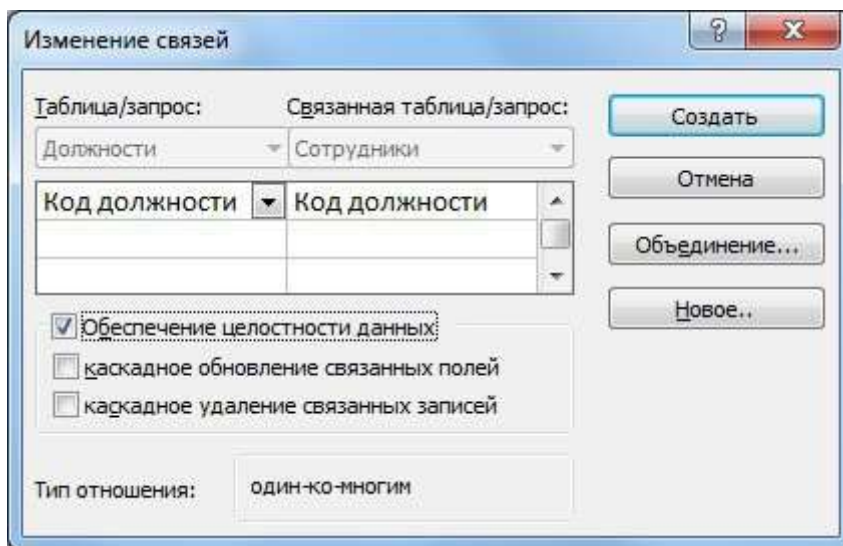 Изменение связей
Таблица/запрос: Связанная таблица/запрос:
Должности Сотрудники
Код должности Код должности
Обеспечение целостности данных
каскадное обновление связанных полей
каскадное удаление связанных записей
Тип отношения: один-ко-многим
Создать
Отмена
Объединение...
Новое..